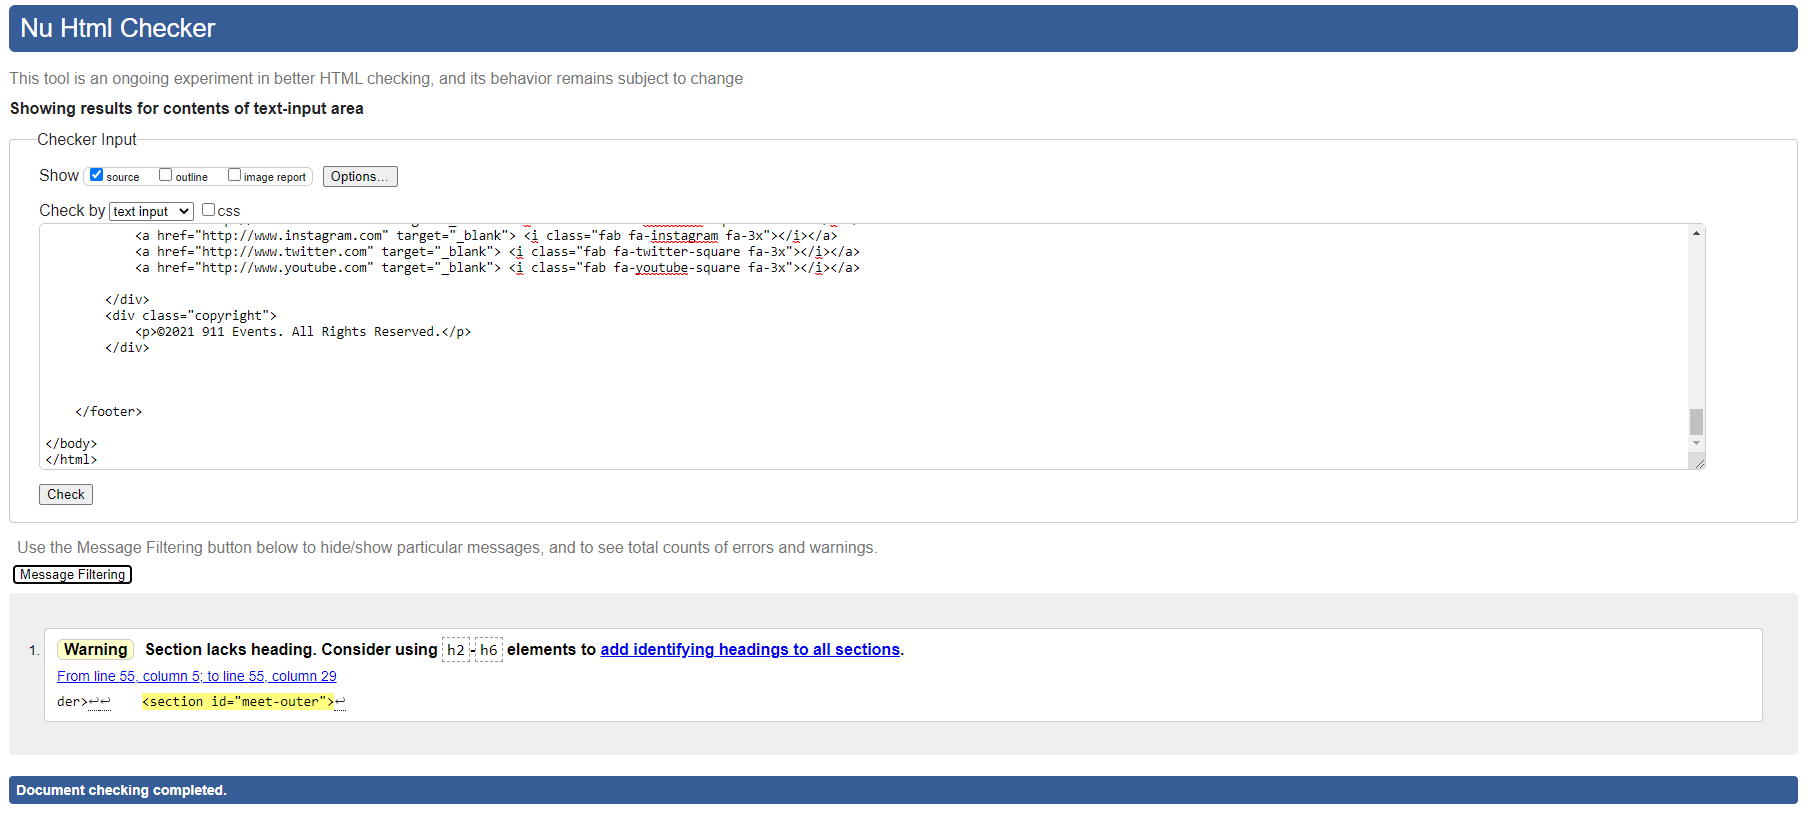 Nu Html Checker
This tool is an ongoing experiment in better HTML checking, and its behavior remains subject to change
Showing results for contents of text-input area
Checker Input
Show source outline image report Options...
Check by text input css
<a href="http://www.instagram.com" target="_blank"> <i class="fab fa-instagram fa-3x"></i></a>
<a href="http://www.twitter.com" target="_blank"> <i class="fab fa-twitter-square fa-3x"></i></a>
<a href="http://www.youtube.com" target="_blank"> <i class="fab fa-youtube-square fa-3x"></i></a>
</div>
<div class="copyright">
<p>©2021 911 Events. All Rights Reserved.</p>
</div>
</footer>
</body>
</html>
Check
Use the Message Filtering button below to hide/show particular messages, and to see total counts of errors and warnings.
Message Filtering
1. Warning Section lacks heading. Consider using h2-h6 elements to add identifying headings to all sections.
From line 55, column 5; to line 55, column 29
der>↩↩ <section id="meet-outer">↩
Document checking completed.